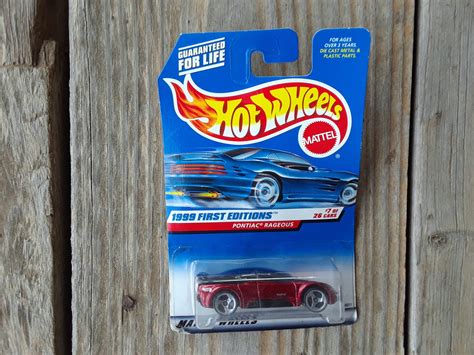 GUARANTEED
FOR LIFE
FOR AGES
OVER 3 YEARS
DIE CAST METAL &
PLASTIC PARTS
HOT WHEELS
MATTEL
1999 FIRST EDITIONS
#7 OF
26 CARS
PONTIAC RAGEOUS
WHEELS